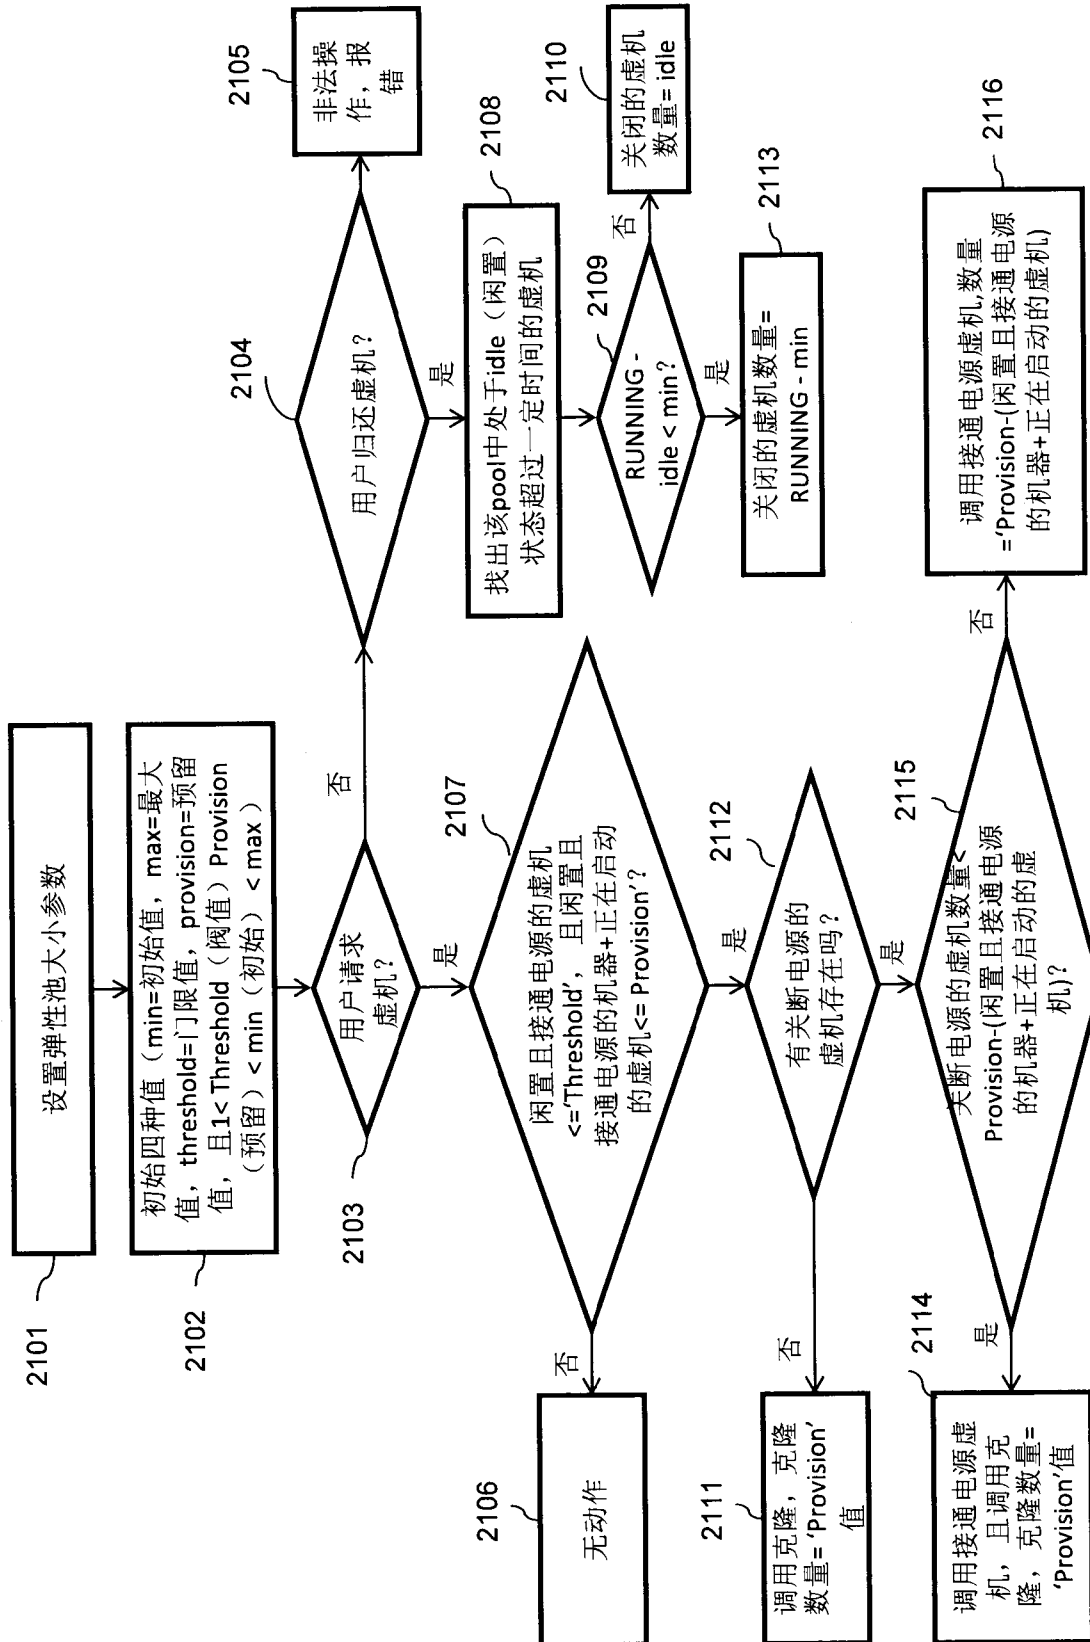 2101
设置弹性池大小参数
2102
初始四种值（min=初始值，max=最大
值，threshold=门限值，provision=预留
值，且1< Threshold（阀值）Provision
（预留）< min（初始）< max）
2103
用户请求
虚机？
否
是
2104
用户归还虚机？
2105
非法操
作，报
错
是
2107
闲置且接通电源的虚机
<='Threshold'，且闲置且
接通电源的机器+正在启动
的虚机<= Provision'？
否
2106
无动作
是
2108
找出该pool中处于idle（闲置）
状态超过一定时间的虚机
2109
RUNNING -
idle < min？
否
2110
关闭的虚机
数量= idle
是
2113
关闭的虚机数量=
RUNNING - min
2112
有关断电源的
虚机存在吗？
否
2111
调用克隆，克隆
数量= 'Provision'
值
是
2115
关断电源的虚机数量<
Provision-(闲置且接通电源
的机器+正在启动的虚
机)？
是
2114
调用接通电源虚
机，且调用克
隆，克隆数量=
'Provision'值
否
2116
调用接通电源虚机,数量
='Provision-(闲置且接通电源
的机器+正在启动的虚机)